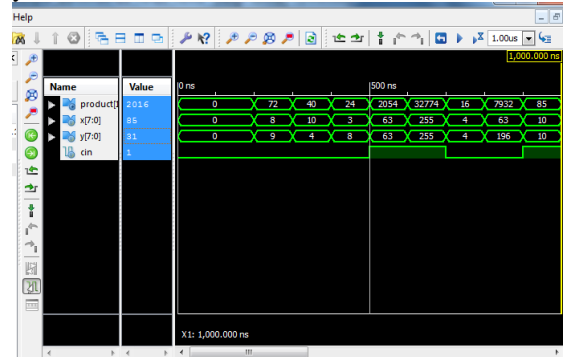 Help
1.00us
1,000.000 ns
Name Value 0 ns 500 ns
product[1 2016 0 72 40 24 2054 32774 16 7932 85
x[7:0] 0 8 10 3 63 255 4 63 10
y[7:0] 31 0 9 4 8 63 255 4 196 10
cin 1
X1: 1,000.000 ns